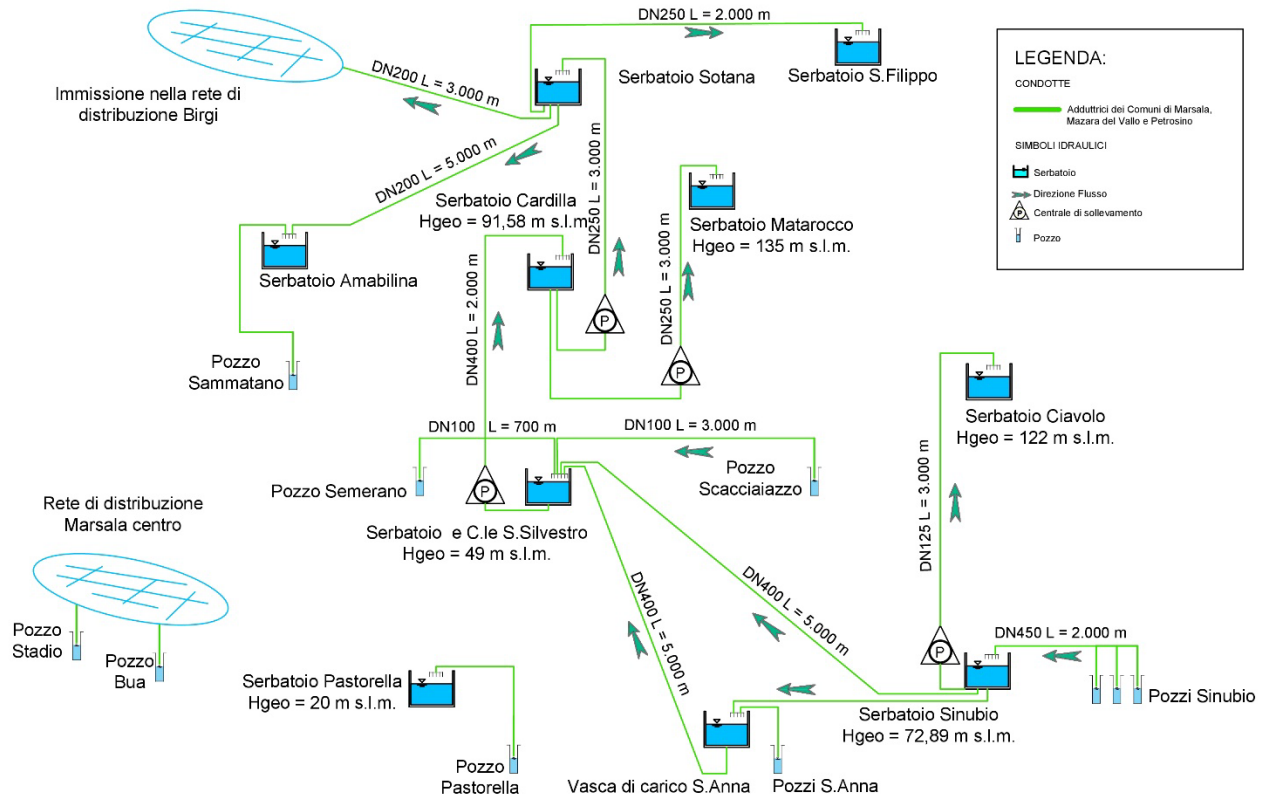 DN250 L = 2.000 m
Serbatoio Sotana
Serbatoio S.Filippo
DN200 L = 3.000 m
Immissione nella rete di
distribuzione Birgi
DN200 L = 5.000 m
Serbatoio Cardilla
Hgeo = 91,58 m s.l.m.
DN250 L = 3.000 m
Serbatoio Matarocco
Hgeo = 135 m s.l.m.
DN250 L = 3.000 m
Serbatoio Amabilina
DN400 L = 2.000 m
Pozzo
Sammatano
P
P
LEGENDA:
CONDOTTE
Adduttrici dei Comuni di Marsala,
Mazara del Vallo e Petrosino
SIMBOLI IDRAULICI
Serbatoio
Direzione Flusso
P
Centrale di sollevamento
Pozzo
Serbatoio Ciavolo
Hgeo = 122 m s.l.m.
DN100 L = 700 m
DN100 L = 3.000 m
Pozzo Semerano
P
Pozzo
Scacciaiazzo
Serbatoio e C.le S.Silvestro
Hgeo = 49 m s.l.m.
DN125 L = 3.000 m
Rete di distribuzione
Marsala centro
Pozzo
Stadio
Pozzo
Bua
DN400 L = 5.000 m
DN400 L = 5.000 m
P
DN450 L = 2.000 m
Pozzi Sinubio
Serbatoio Pastorella
Hgeo = 20 m s.l.m.
Serbatoio Sinubio
Hgeo = 72,89 m s.l.m.
Pozzo
Pastorella
Vasca di carico S.Anna
Pozzi S.Anna